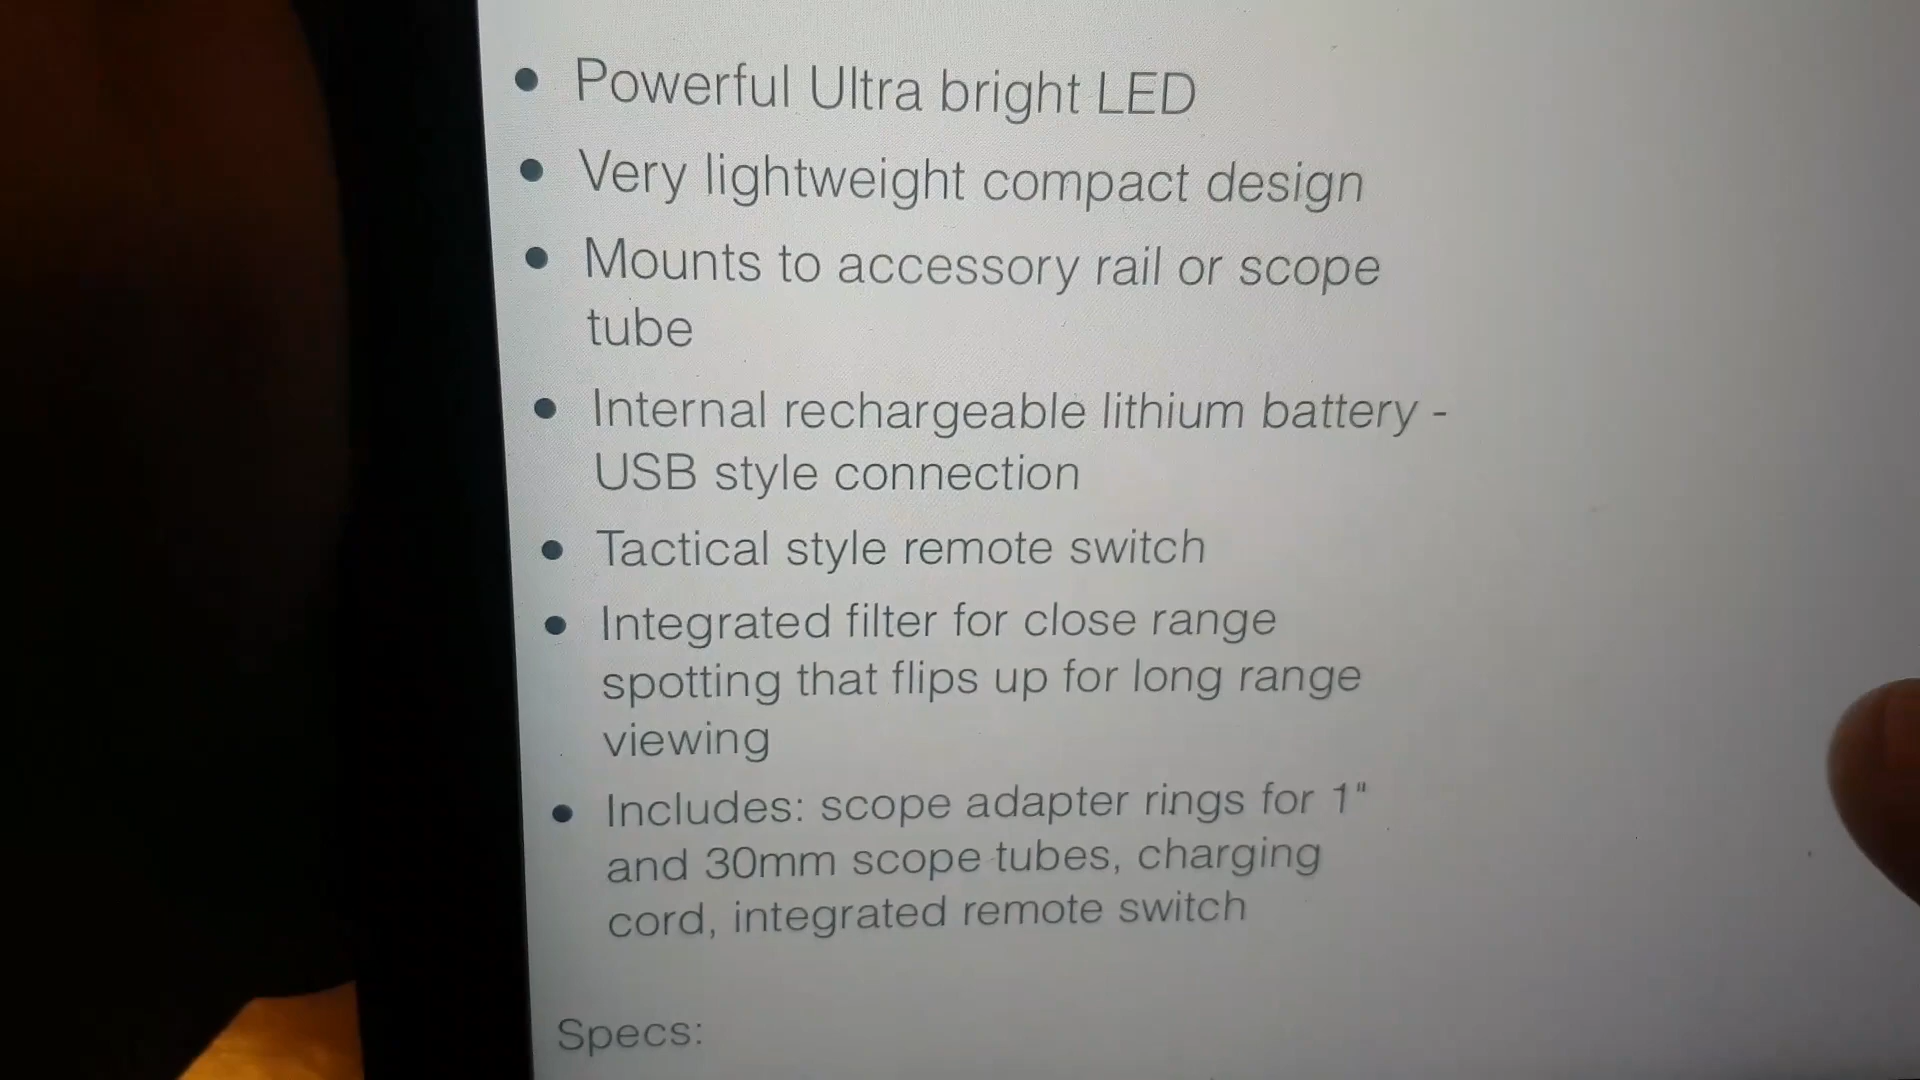 • Powerful Ultra bright LED
• Very lightweight compact design
• Mounts to accessory rail or scope
tube
• Internal rechargeable lithium battery -
USB style connection
• Tactical style remote switch
• Integrated filter for close range
spotting that flips up for long range
viewing
• Includes: scope adapter rings for 1"
and 30mm scope tubes, charging
cord, integrated remote switch
Specs: